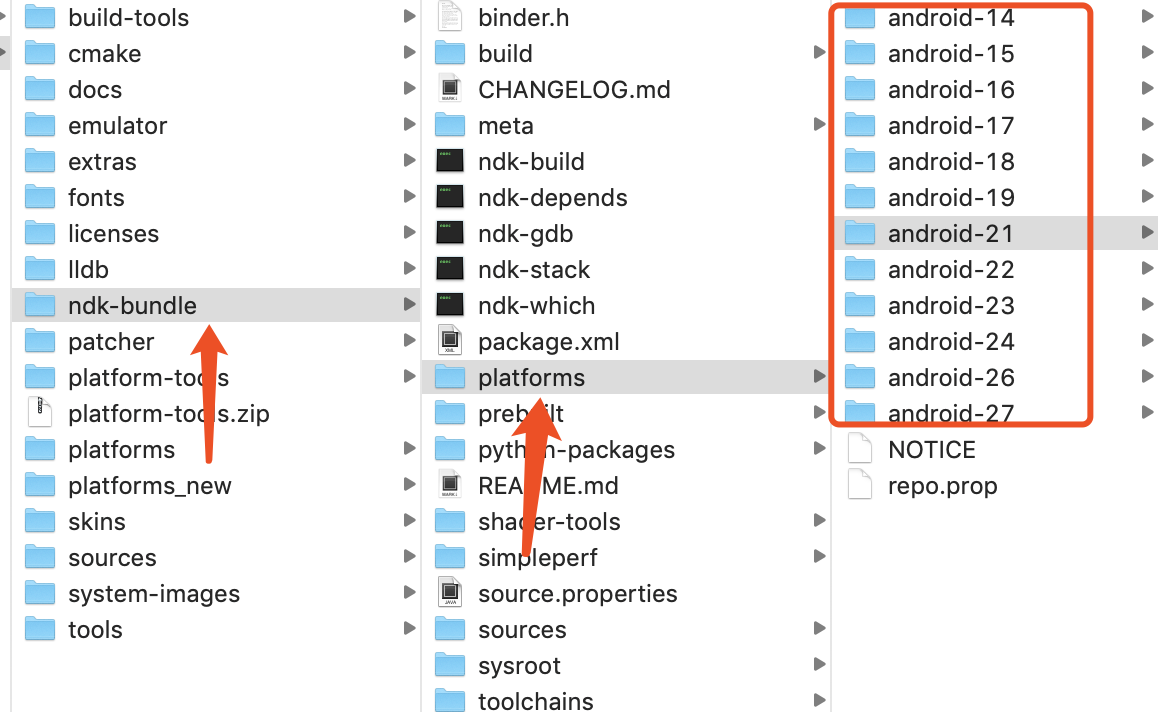 build-tools
cmake
docs
emulator
extras
fonts
licenses
lldb
ndk-bundle
patcher
platform-tools
platform-tools.zip
platforms
platforms_new
skins
sources
system-images
tools
binder.h
build
CHANGELOG.md
meta
ndk-build
ndk-depends
ndk-gdb
ndk-stack
ndk-which
package.xml
platforms
prebuilt
python-packages
README.md
shader-tools
simpleperf
source.properties
sources
sysroot
toolchains
android-14
android-15
android-16
android-17
android-18
android-19
android-21
android-22
android-23
android-24
android-26
android-27
NOTICE
repo.prop